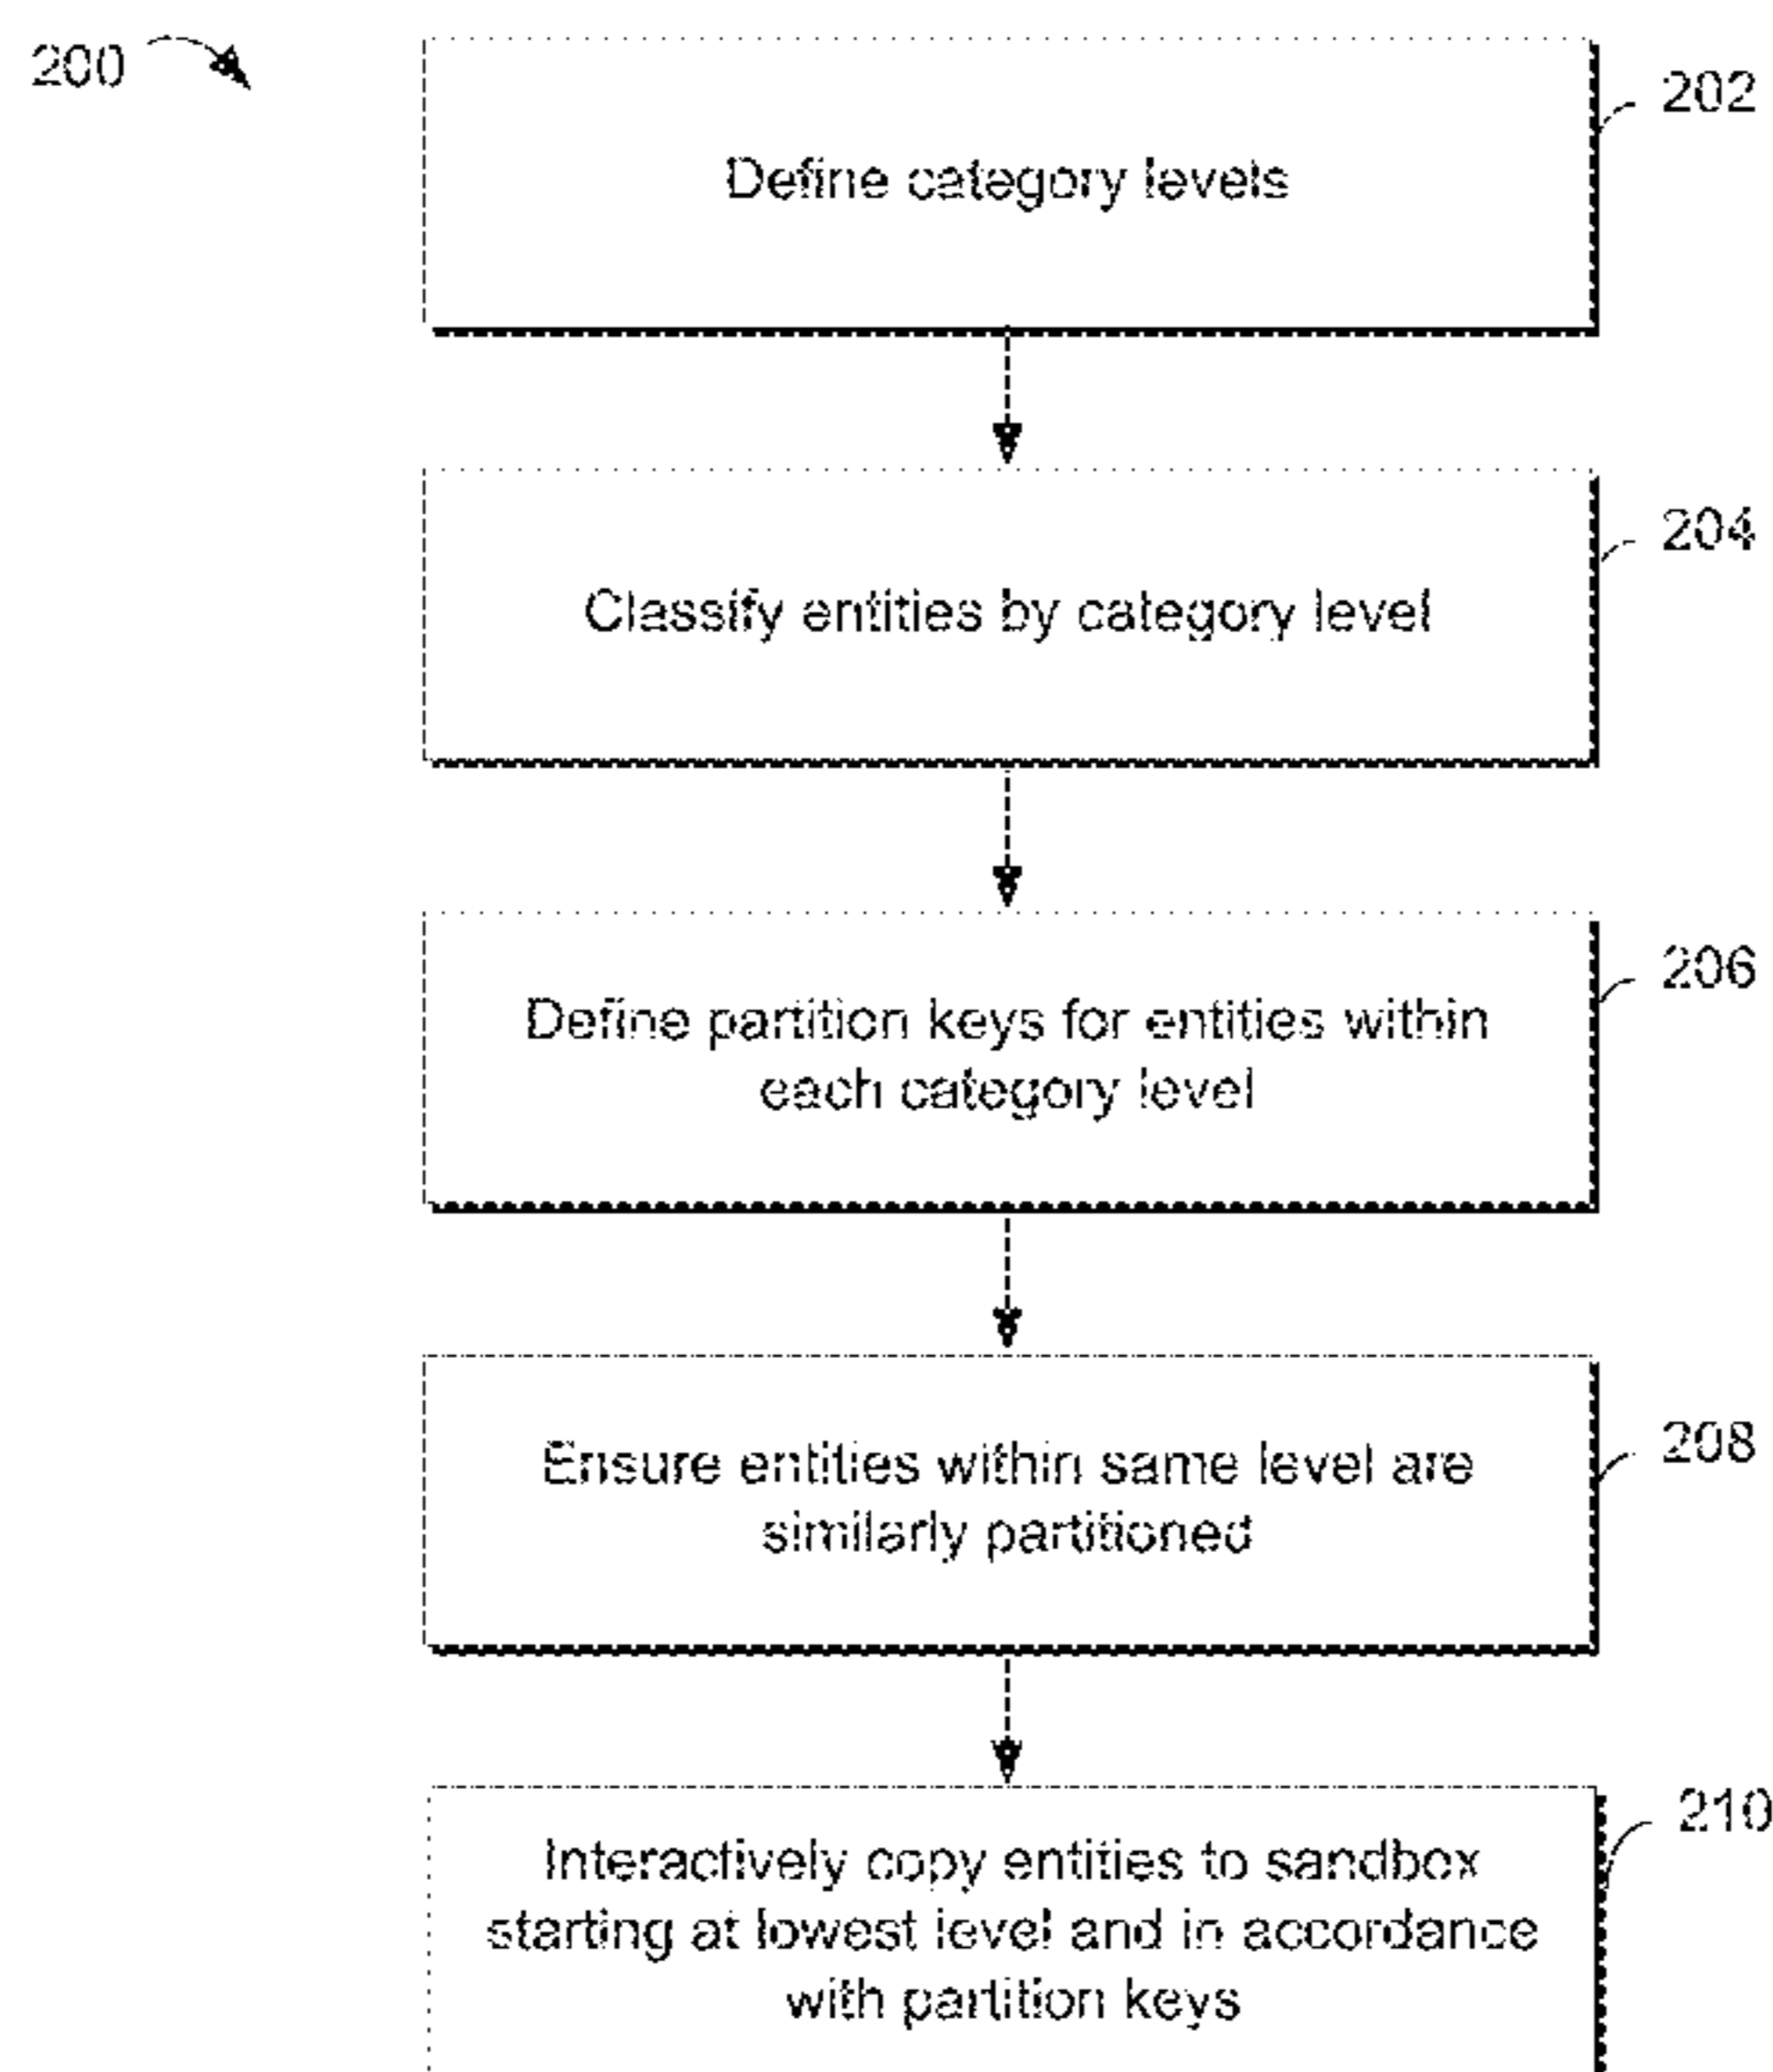 200
202
Define category levels
204
Classify entities by category level
206
Define partition keys for entities within
each category level
208
Ensure entities within same level are
similarly partitioned
210
Interactively copy entities to sandbox
starting at lowest level and in accordance
with partition keys